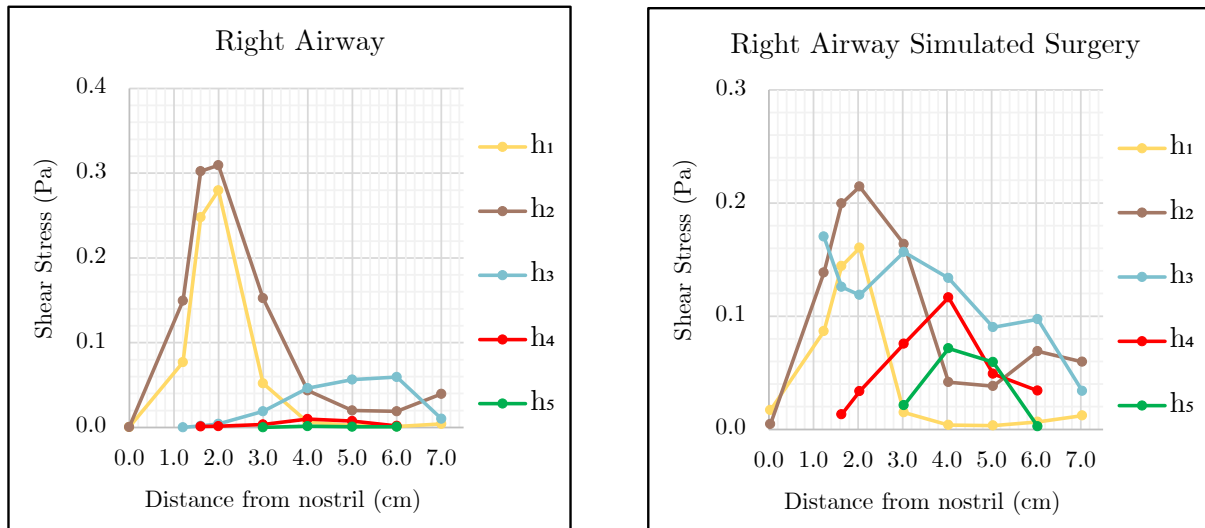 Right Airway
0.4
0.3
0.2
0.1
0.0
Shear Stress (Pa)
0.0 1.0 2.0 3.0 4.0 5.0 6.0 7.0
Distance from nostril (cm)
h₁
h₂
h₃
h₄
h₅
Right Airway Simulated Surgery
0.3
0.2
0.1
0.0
Shear Stress (Pa)
0.0 1.0 2.0 3.0 4.0 5.0 6.0 7.0
Distance from nostril (cm)
h₁
h₂
h₃
h₄
h₅